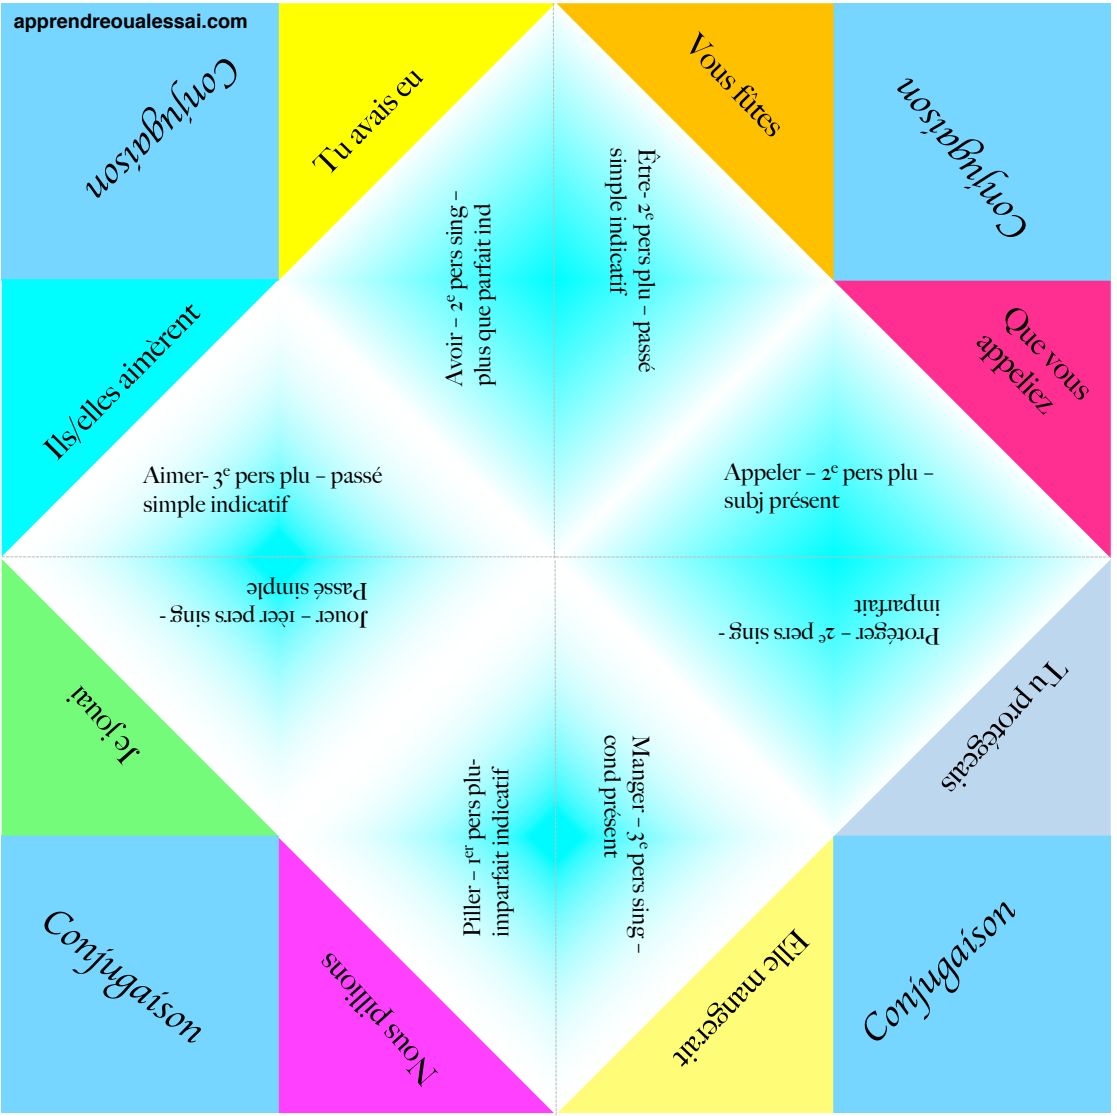 apprendreoualessai.com
Conjugaison
Tu avais eu
Vous fûtes
Conjugaison
Avoir – 2e pers sing –
plus que parfait ind
Être- 2e pers plu – passé
simple indicatif
Ils/elles aimèrent
Que vous
appeliez
Aimer- 3e pers plu – passé
simple indicatif
Appeler – 2e pers plu –
subj présent
Jouer – 1èer pers sing -
Passé simple
Protéger – 2e pers sing -
imparfait
Je jouai
Tu protégeais
Piller – 1er pers plu-
imparfait indicatif
Manger – 3e pers sing –
cond présent
Conjugaison
Nous pillions
Elle mangerait
Conjugaison